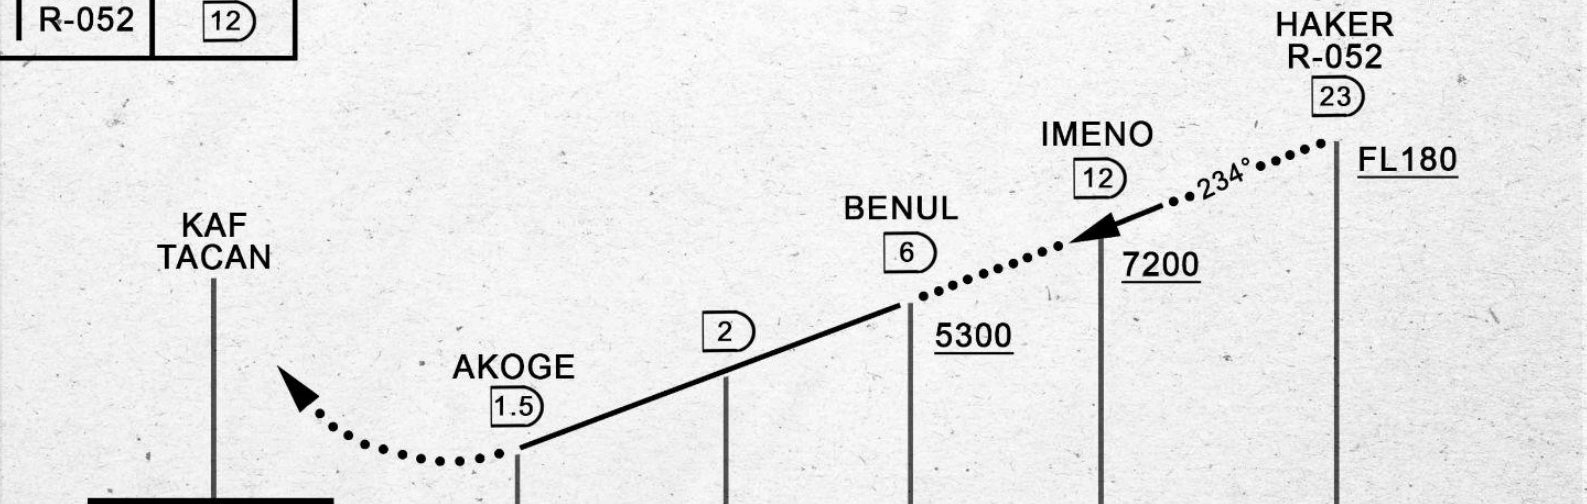 R-052
12
HAKER
R-052
23
IMENO
12
234°
FL180
BENUL
6
7200
KAF
TACAN
2
5300
AKOGE
1.5